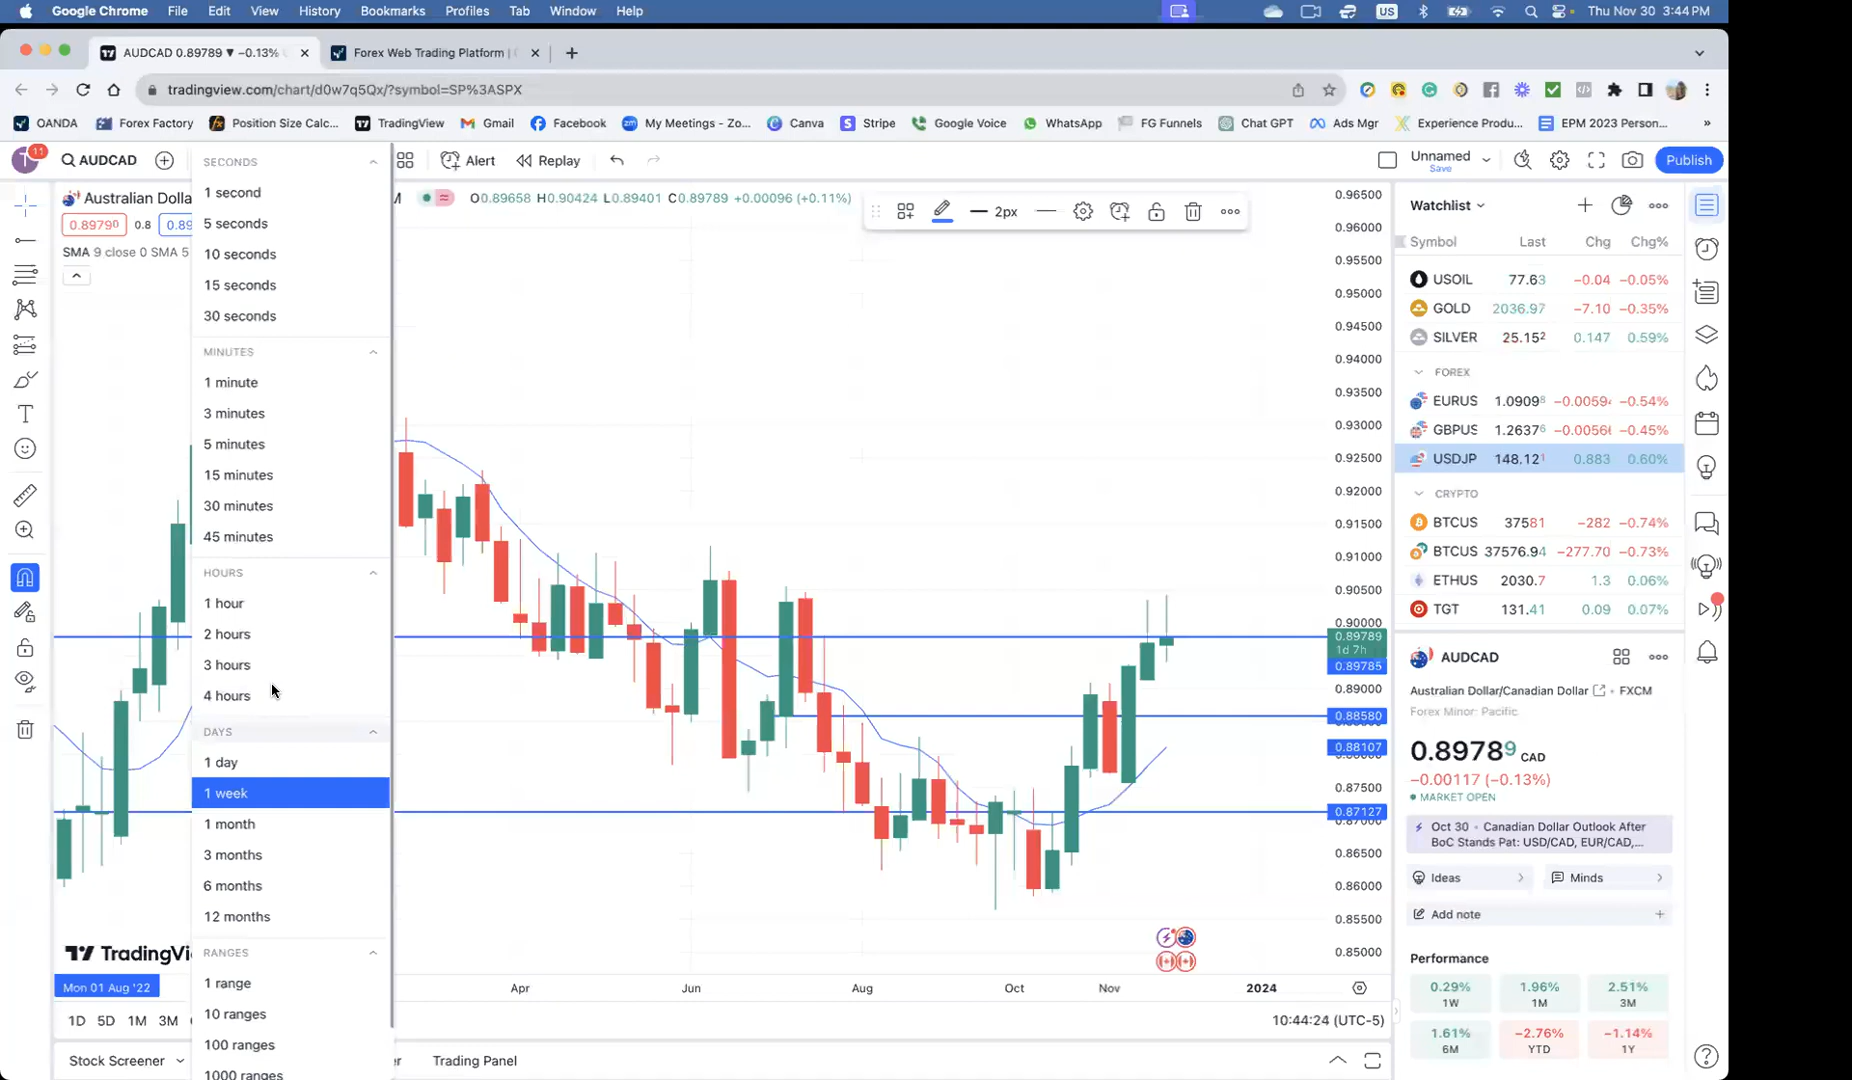 Google Chrome File Edit View History Bookmarks Profiles Tab Window Help US Thu Nov 30 3:44 PM
AUDCAD 0.89789 ▼ −0.13% Forex Web Trading Platform |
tradingview.com/chart/d0w7q5Qx/?symbol=SP%3ASPX
OANDA Forex Factory Position Size Calc... TradingView Gmail Facebook My Meetings - Zo... Canva Stripe Google Voice WhatsApp FG Funnels Chat GPT Ads Mgr Experience Produ... EPM 2023 Person... »
T 11 AUDCAD Alert Replay Unnamed Save Publish
Australian Dolla M O0.89658 H0.90424 L0.89401 C0.89789 +0.00096 (+0.11%)
0.89790 0.8 0.89
SMA 9 close 0 SMA 5
2px
SECONDS
1 second
5 seconds
10 seconds
15 seconds
30 seconds
MINUTES
1 minute
3 minutes
5 minutes
15 minutes
30 minutes
45 minutes
HOURS
1 hour
2 hours
3 hours
4 hours
DAYS
1 day
1 week
1 month
3 months
6 months
12 months
RANGES
1 range
10 ranges
100 ranges
1000 ranges
0.96500
0.96000
0.95500
0.95000
0.94500
0.94000
0.93500
0.93000
0.92500
0.92000
0.91500
0.91000
0.90500
0.90000
0.89789
1d 7h
0.89785
0.89000
0.88580
0.88107
0.87500
0.87127
0.87000
0.86500
0.86000
0.85500
0.85000
TradingVi
Mon 01 Aug '22 Apr Jun Aug Oct Nov 2024
1D 5D 1M 3M 10:44:24 (UTC-5)
Stock Screener er Trading Panel
Watchlist
Symbol Last Chg Chg%
USOIL 77.63 −0.04 −0.05%
GOLD 2036.97 −7.10 −0.35%
SILVER 25.152 0.147 0.59%
FOREX
EURUS 1.09098 −0.0059 −0.54%
GBPUS 1.26376 −0.0056 −0.45%
USDJP 148.121 0.883 0.60%
CRYPTO
BTCUS 37581 −282 −0.74%
BTCUS 37576.94 −277.70 −0.73%
ETHUS 2030.7 1.3 0.06%
TGT 131.41 0.09 0.07%
AUDCAD
Australian Dollar/Canadian Dollar • FXCM
Forex Minor: Pacific
0.89789 CAD
−0.00117 (−0.13%)
MARKET OPEN
Oct 30 • Canadian Dollar Outlook After
BoC Stands Pat: USD/CAD, EUR/CAD,...
Ideas Minds
Add note
Performance
0.29% 1.96% 2.51%
1W 1M 3M
1.61% −2.76% −1.14%
6M YTD 1Y